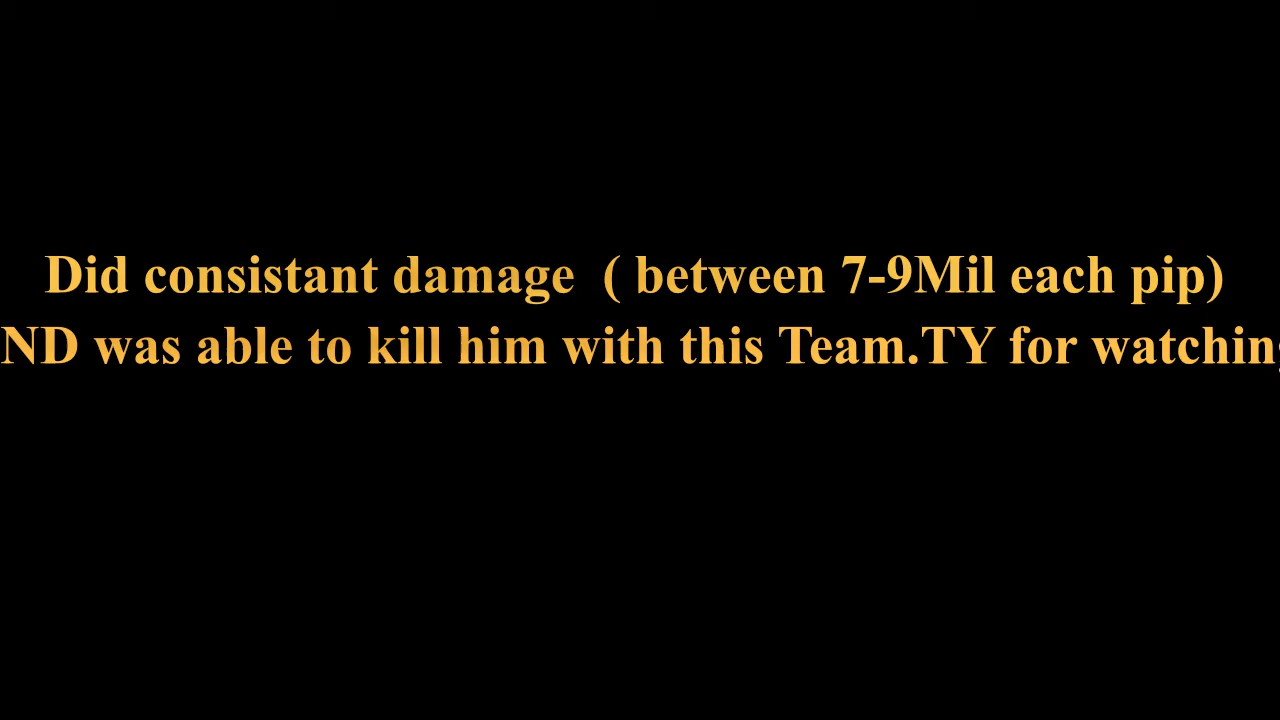 Did consistant damage  ( between 7-9Mil each pip)
ND was able to kill him with this Team.TY for watching